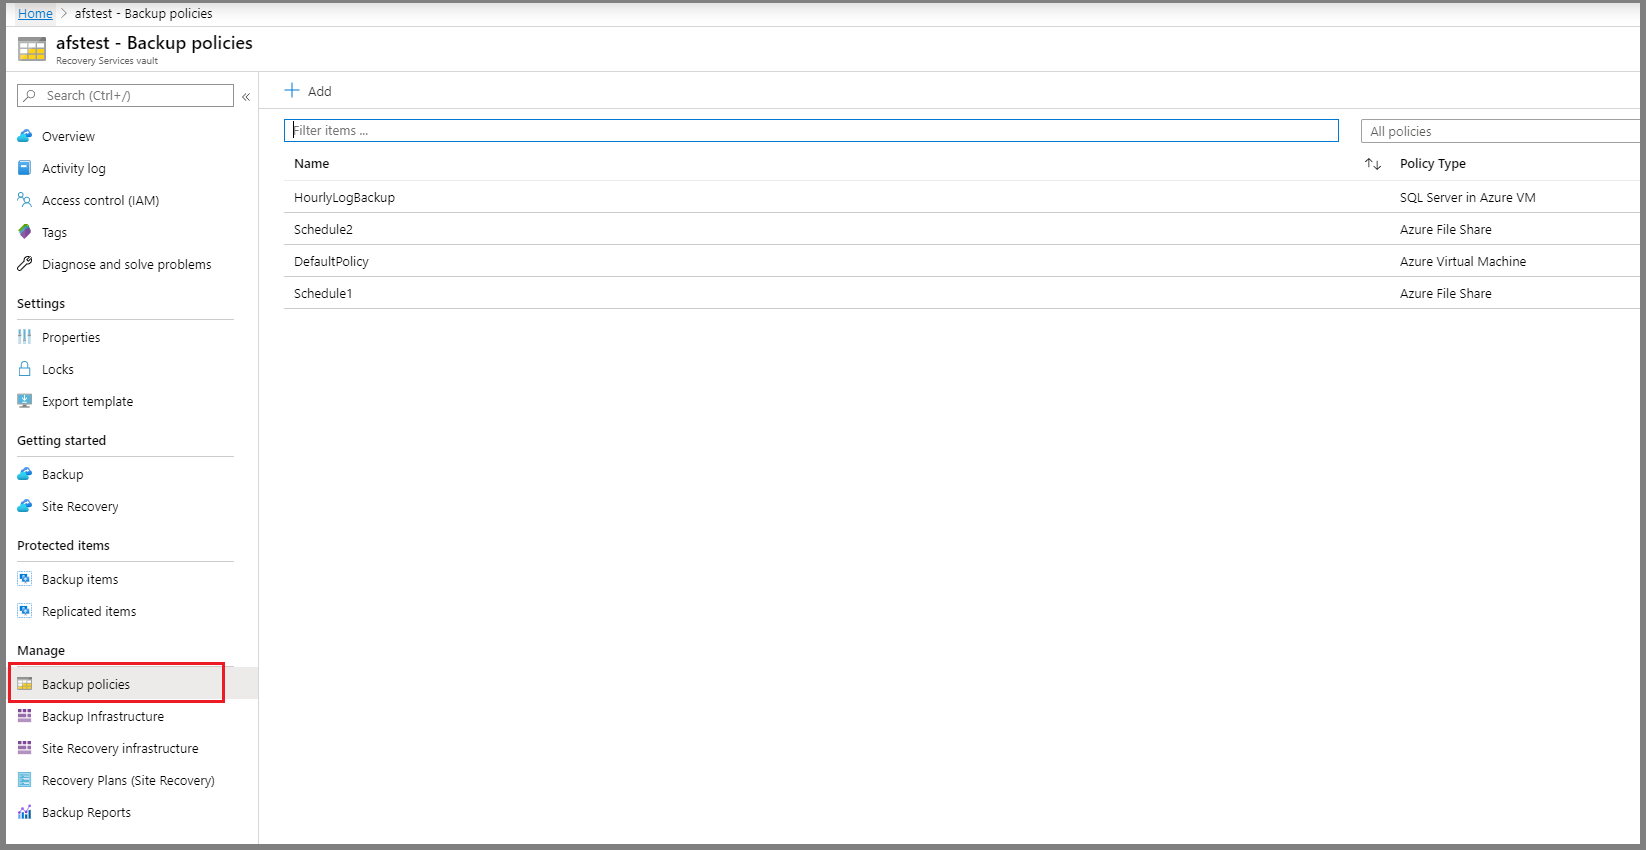 Home > afstest - Backup policies
afstest - Backup policies
Recovery Services vault
Search (Ctrl+/)
«
Overview
Activity log
Access control (IAM)
Tags
Diagnose and solve problems
Settings
Properties
Locks
Export template
Getting started
Backup
Site Recovery
Protected items
Backup items
Replicated items
Manage
Backup policies
Backup Infrastructure
Site Recovery infrastructure
Recovery Plans (Site Recovery)
Backup Reports
+ Add
Filter items ...
All policies
Name ↑↓ Policy Type
HourlyLogBackup SQL Server in Azure VM
Schedule2 Azure File Share
DefaultPolicy Azure Virtual Machine
Schedule1 Azure File Share